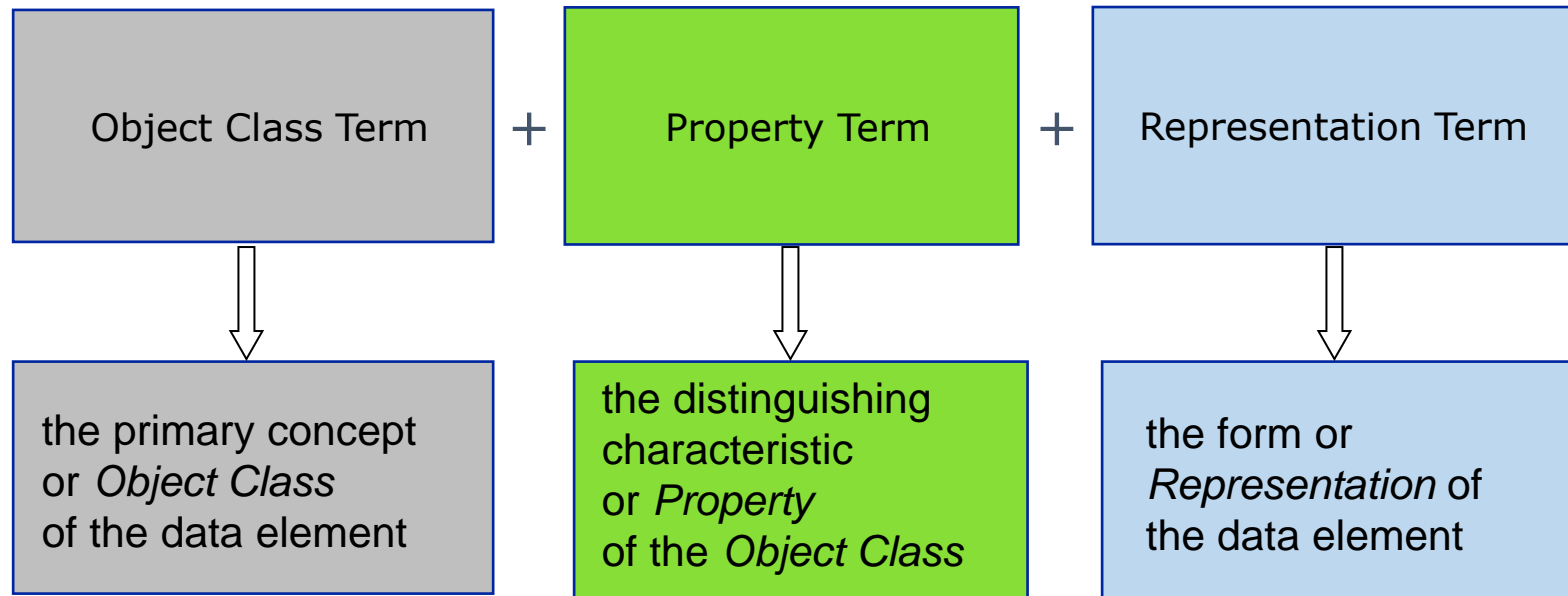 Object Class Term + Property Term + Representation Term
the primary concept
or Object Class
of the data element
the distinguishing
characteristic
or Property
of the Object Class
the form or
Representation of
the data element